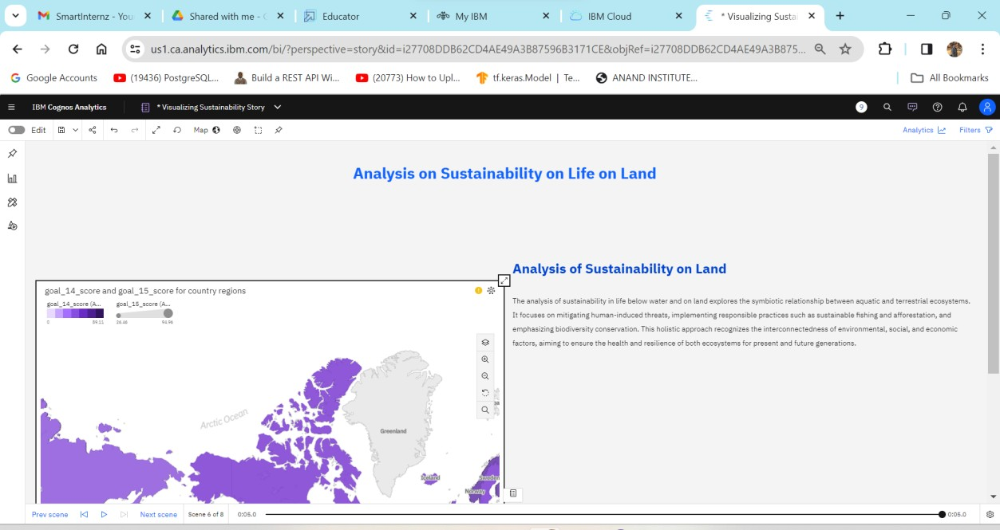 SmartInternz - You
Shared with me - G
Educator
My IBM
IBM Cloud
* Visualizing Sustai
us1.ca.analytics.ibm.com/bi/?perspective=story&id=i27708DDB62CD4AE49A3B87596B3171CE&objRef=i27708DDB62CD4AE49A3B875...
Google Accounts
(19436) PostgreSQL...
Build a REST API Wi...
(20773) How to Upl...
tf.keras.Model | Te...
ANAND INSTITUTE...
All Bookmarks
IBM Cognos Analytics
* Visualizing Sustainability Story
9
Edit
Map
Analytics
Filters
Analysis on Sustainability on Life on Land
Analysis of Sustainability on Land
The analysis of sustainability in life below water and on land explores the symbiotic relationship between aquatic and terrestrial ecosystems.
It focuses on mitigating human-induced threats, implementing responsible practices such as sustainable fishing and afforestation, and
emphasizing biodiversity conservation. This holistic approach recognizes the interconnectedness of environmental, social, and economic
factors, aiming to ensure the health and resilience of both ecosystems for present and future generations.
goal_14_score and goal_15_score for country regions
goal_14_score (A...
goal_15_score (A...
0
94.96
Arctic Ocean
Greenland
Iceland
Sweden
Norway
Prev scene
Next scene
Scene 6 of 8
0:05.0
0:05.0